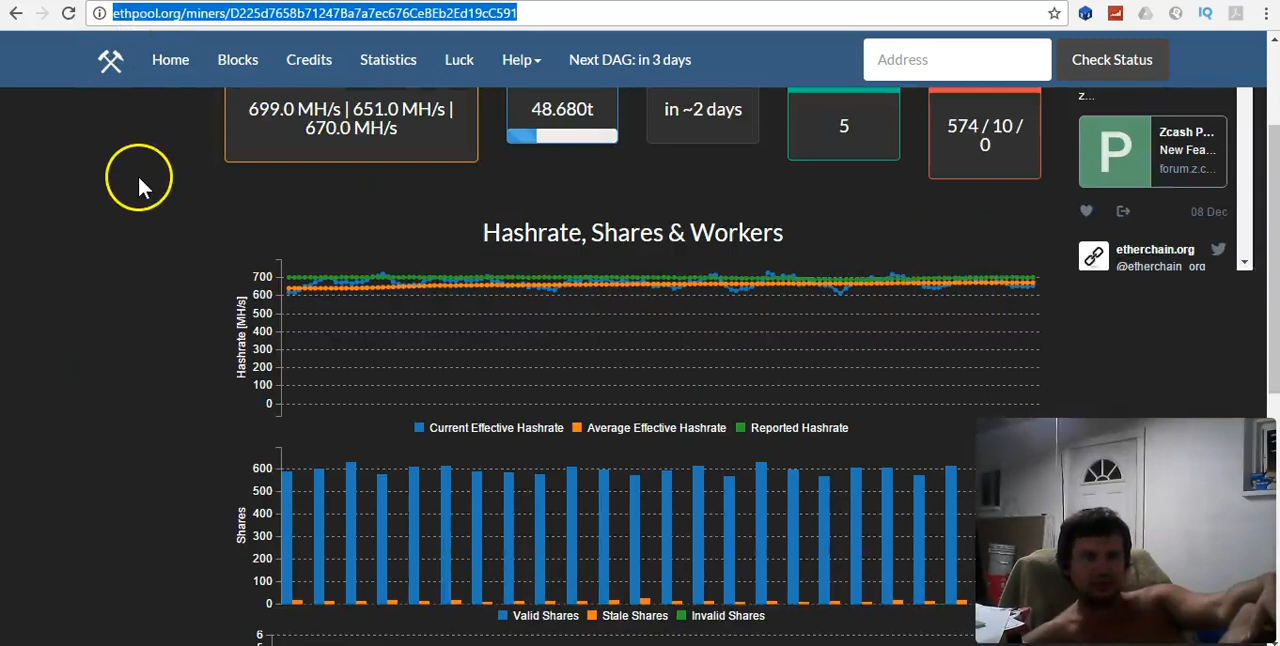 ethpool.org/miners/D225d7658b71247Ba7a7ec676CeBEb2Ed19cC591
IQ
Home Blocks Credits Statistics Luck Help Next DAG: in 3 days Address Check Status
699.0 MH/s | 651.0 MH/s |
670.0 MH/s
48.680t
in ~2 days
5
574 / 10 /
0
z...
P
Zcash P...
New Fea...
forum.z.c...
08 Dec
etherchain.org
@etherchain_org
Hashrate, Shares & Workers
Hashrate [MH/s]
700
600
500
400
300
200
100
0
Current Effective Hashrate Average Effective Hashrate Reported Hashrate
Shares
600
500
400
300
200
100
0
Valid Shares Stale Shares Invalid Shares
6